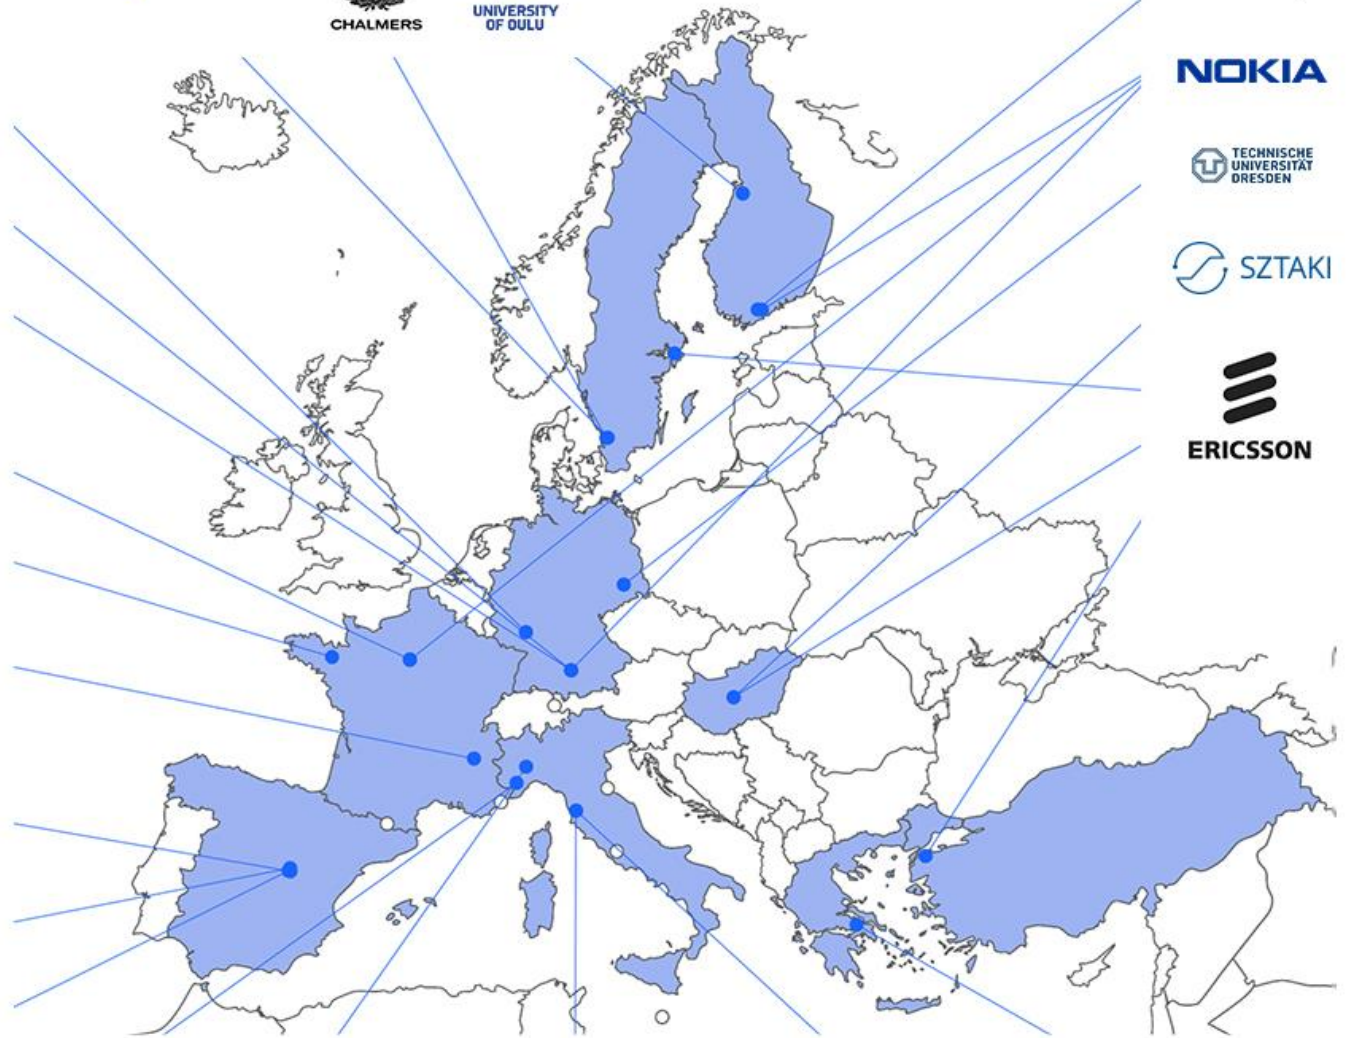 CHALMERS
UNIVERSITY
OF OULU
NOKIA
TECHNISCHE
UNIVERSITÄT
DRESDEN
SZTAKI
ERICSSON